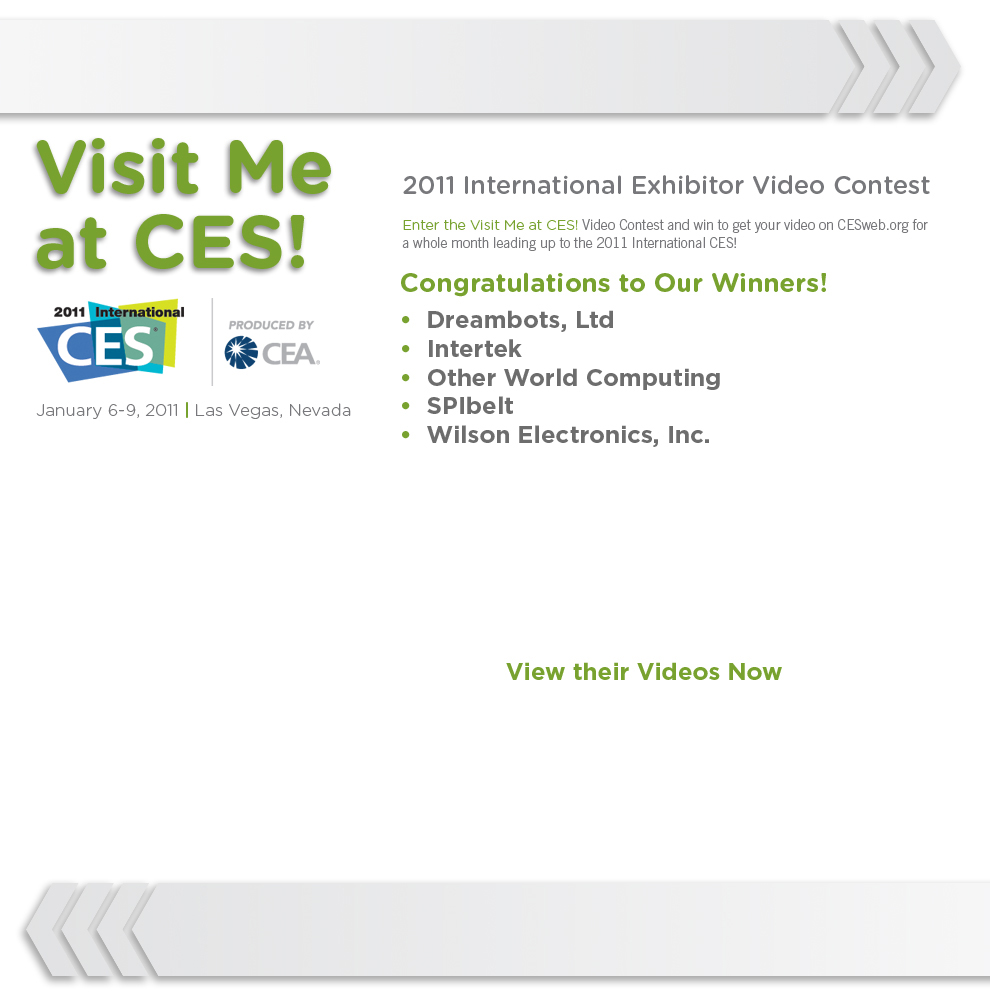 Visit Me
at CES!
2011 International
CES®
PRODUCED BY
CEA®
January 6-9, 2011 | Las Vegas, Nevada
2011 International Exhibitor Video Contest
Enter the Visit Me at CES! Video Contest and win to get your video on CESweb.org for
a whole month leading up to the 2011 International CES!
Congratulations to Our Winners!
• Dreambots, Ltd
• Intertek
• Other World Computing
• SPIbelt
• Wilson Electronics, Inc.
View their Videos Now